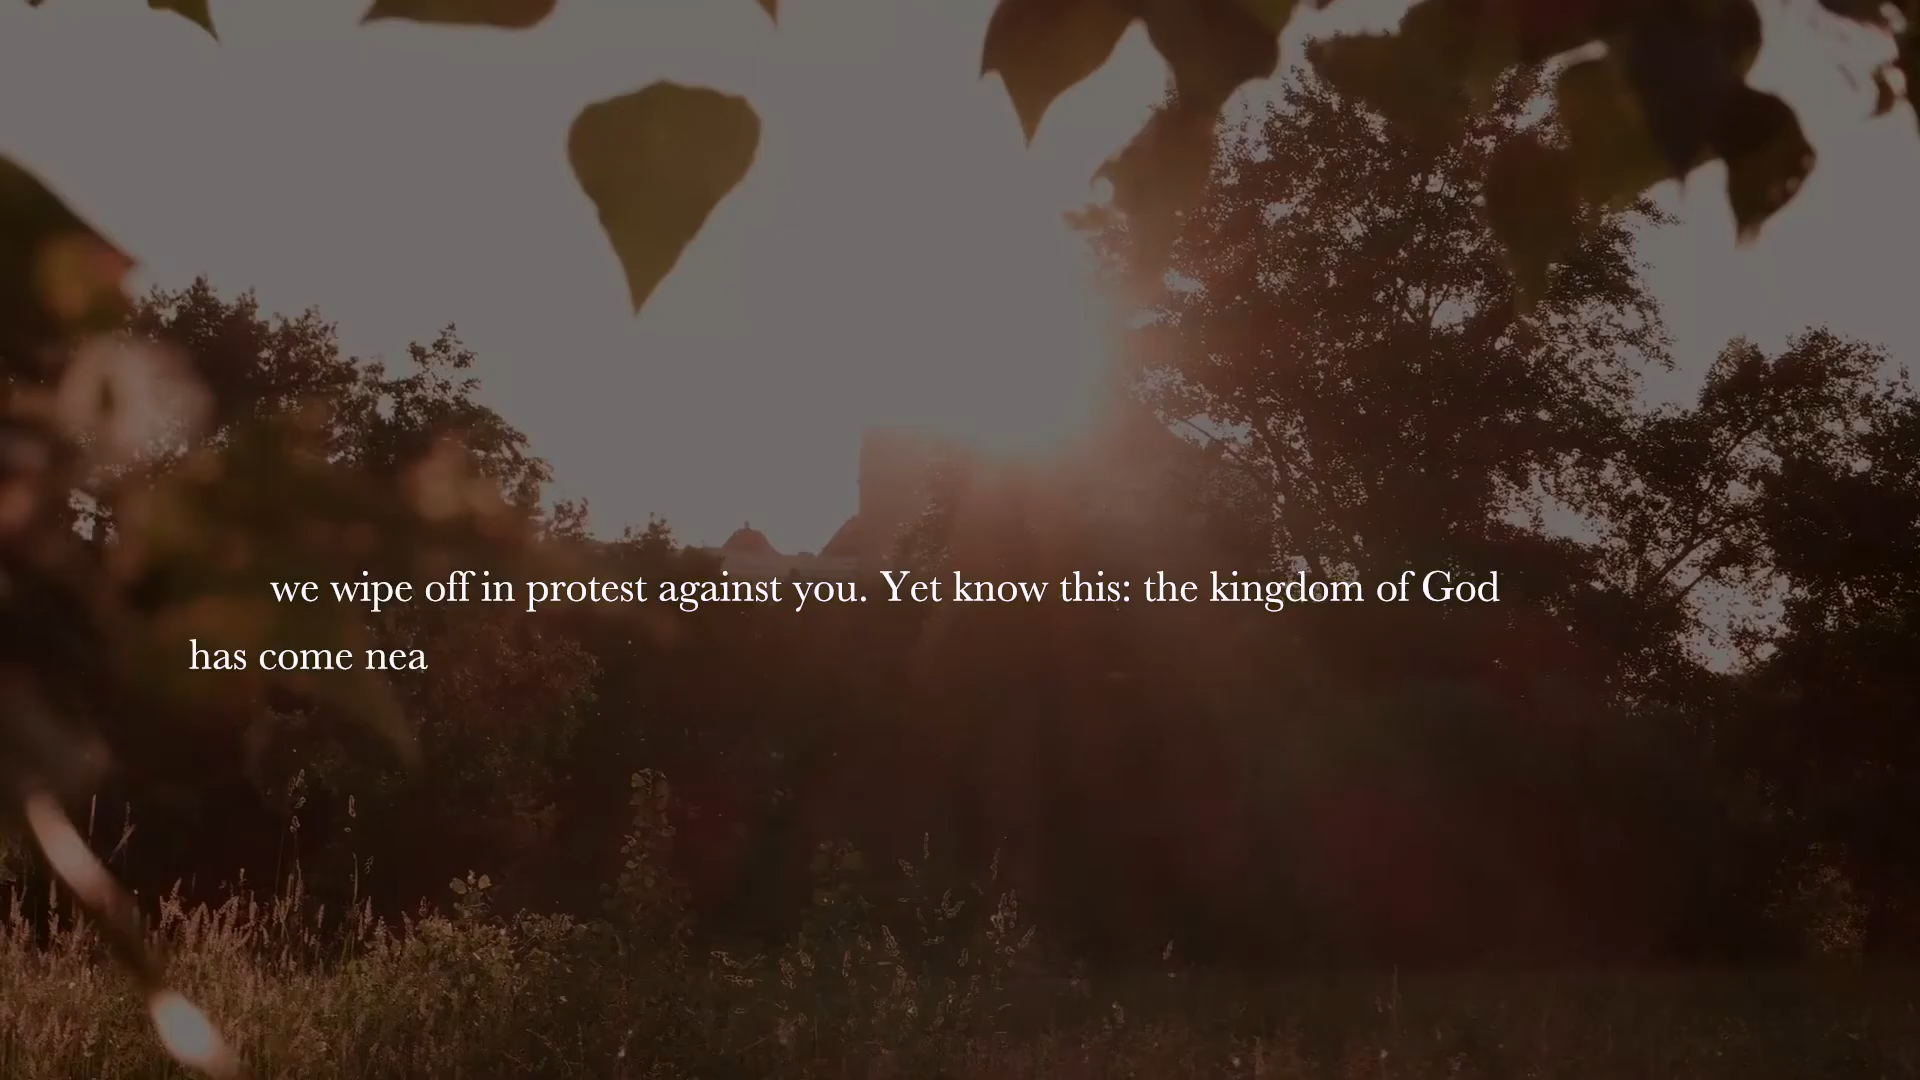 we wipe off in protest against you. Yet know this: the kingdom of God
has come nea